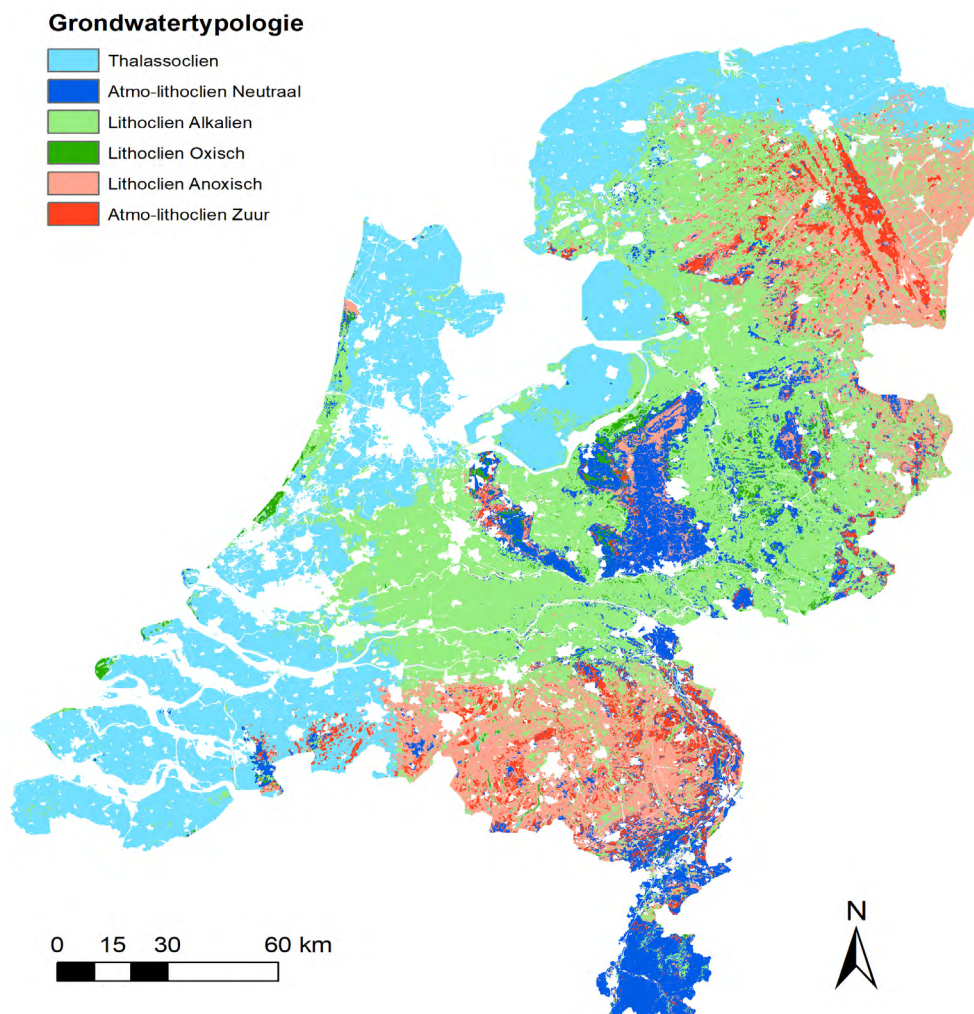 Grondwatertypologie
Thalassoclien
Atmo-lithoclien Neutraal
Lithoclien Alkalien
Lithoclien Oxisch
Lithoclien Anoxisch
Atmo-lithoclien Zuur
0 15 30 60 km
N